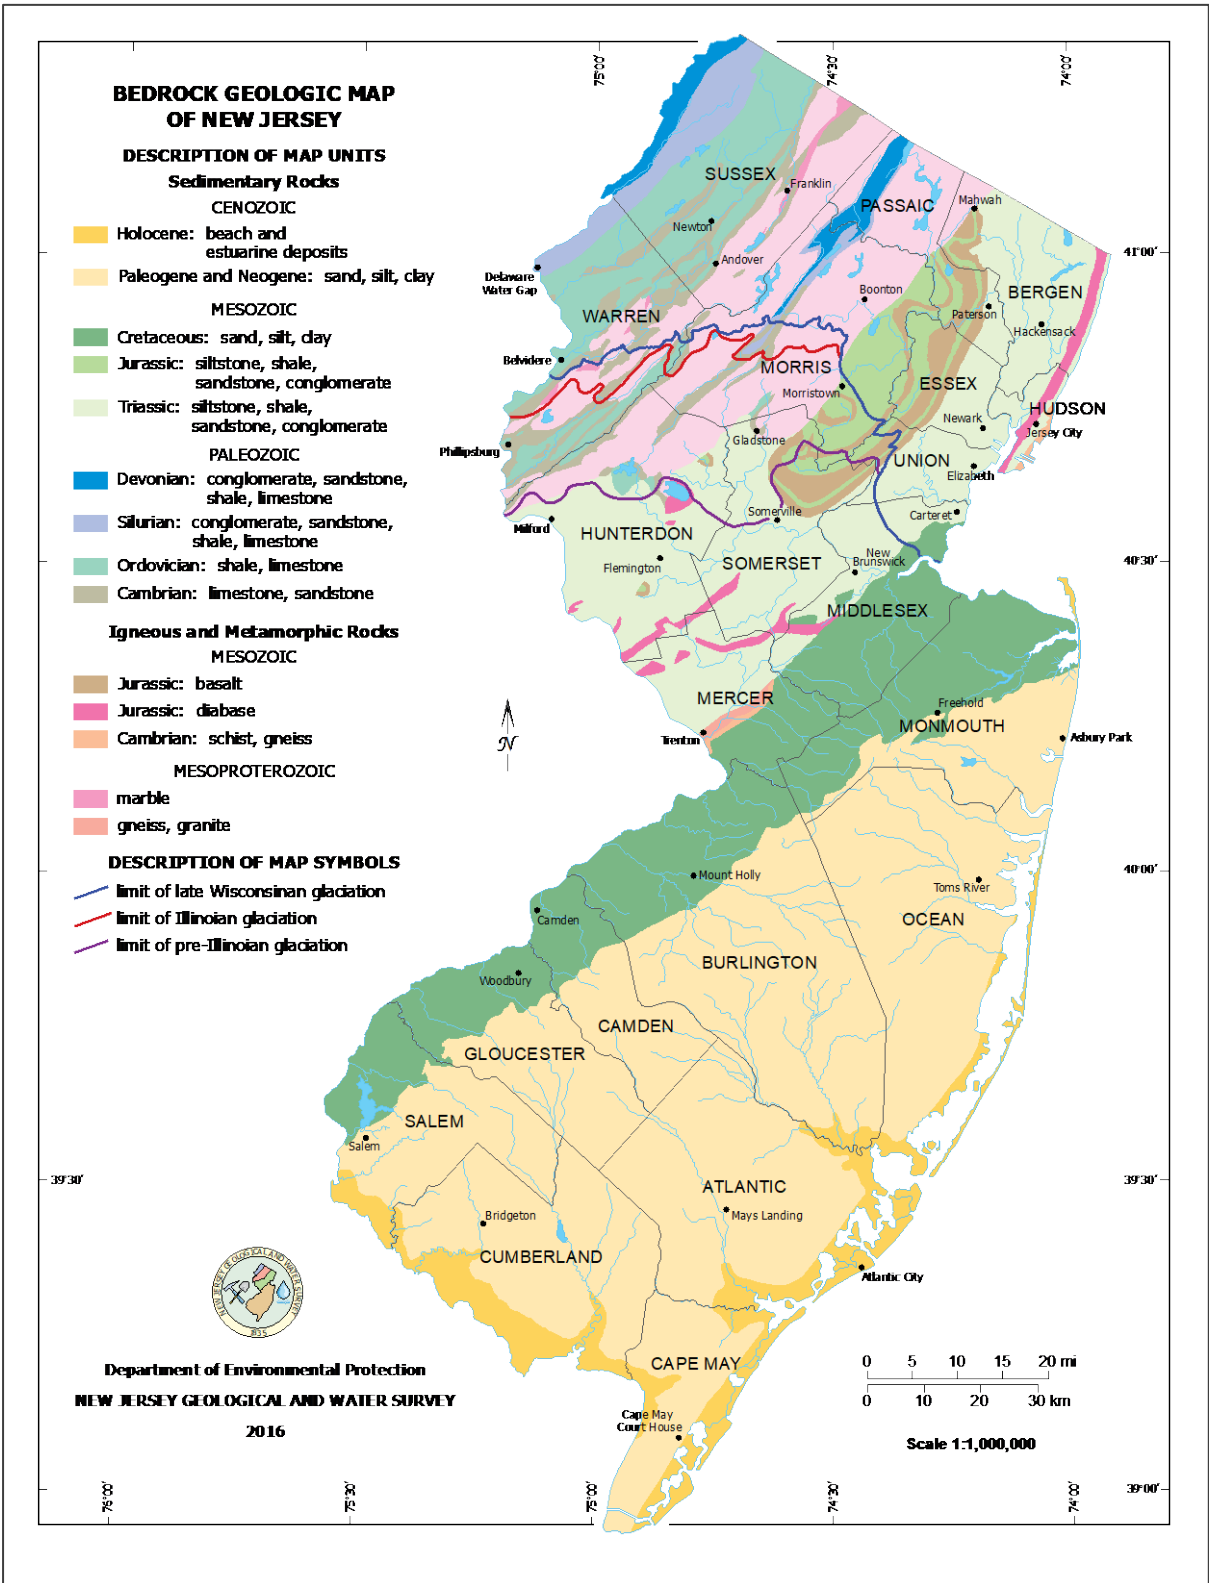 BEDROCK GEOLOGIC MAP
OF NEW JERSEY
DESCRIPTION OF MAP UNITS
Sedimentary Rocks
CENOZOIC
Holocene: beach and
estuarine deposits
Paleogene and Neogene: sand, silt, clay
MESOZOIC
Cretaceous: sand, silt, clay
Jurassic: siltstone, shale,
sandstone, conglomerate
Triassic: siltstone, shale,
sandstone, conglomerate
PALEOZOIC
Devonian: conglomerate, sandstone,
shale, limestone
Silurian: conglomerate, sandstone,
shale, limestone
Ordovician: shale, limestone
Cambrian: limestone, sandstone
Igneous and Metamorphic Rocks
MESOZOIC
Jurassic: basalt
Jurassic: diabase
Cambrian: schist, gneiss
MESOPROTEROZOIC
marble
gneiss, granite
DESCRIPTION OF MAP SYMBOLS
limit of late Wisconsinan glaciation
limit of Illinoian glaciation
limit of pre-Illinoian glaciation
75°00'
74°30'
74°00'
SUSSEX
Franklin
PASSAIC
Mahwah
Newton
Andover
41°00'
Delaware
Water Gap
Boonton
BERGEN
WARREN
Paterson
Hackensack
Belvidere
MORRIS
ESSEX
Morristown
HUDSON
Newark
Jersey City
Gladstone
Phillipsburg
UNION
Elizabeth
Somerville
Carteret
Milford
HUNTERDON
New
Brunswick
SOMERSET
Flemington
40°30'
MIDDLESEX
MERCER
Freehold
MONMOUTH
Trenton
Asbury Park
N
Mount Holly
40°00'
Toms River
Camden
OCEAN
BURLINGTON
Woodbury
CAMDEN
GLOUCESTER
SALEM
Salem
39°30'
39°30'
ATLANTIC
Bridgeton
Mays Landing
CUMBERLAND
Atlantic City
CAPE MAY
Cape May
Court House
NEW JERSEY GEOLOGICAL AND WATER SURVEY
1935
Department of Environmental Protection
NEW JERSEY GEOLOGICAL AND WATER SURVEY
2016
0 5 10 15 20 mi
0 10 20 30 km
Scale 1:1,000,000
39°00'
76°00'
75°30'
75°00'
74°30'
74°00'